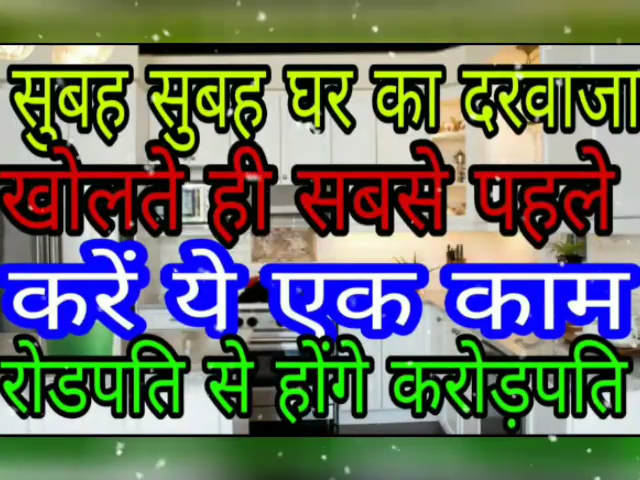 सुबह सुबह घर का दरवाजा
खोलते ही सबसे पहले
करें ये एक काम
रोडपति से होंगे करोड़पति